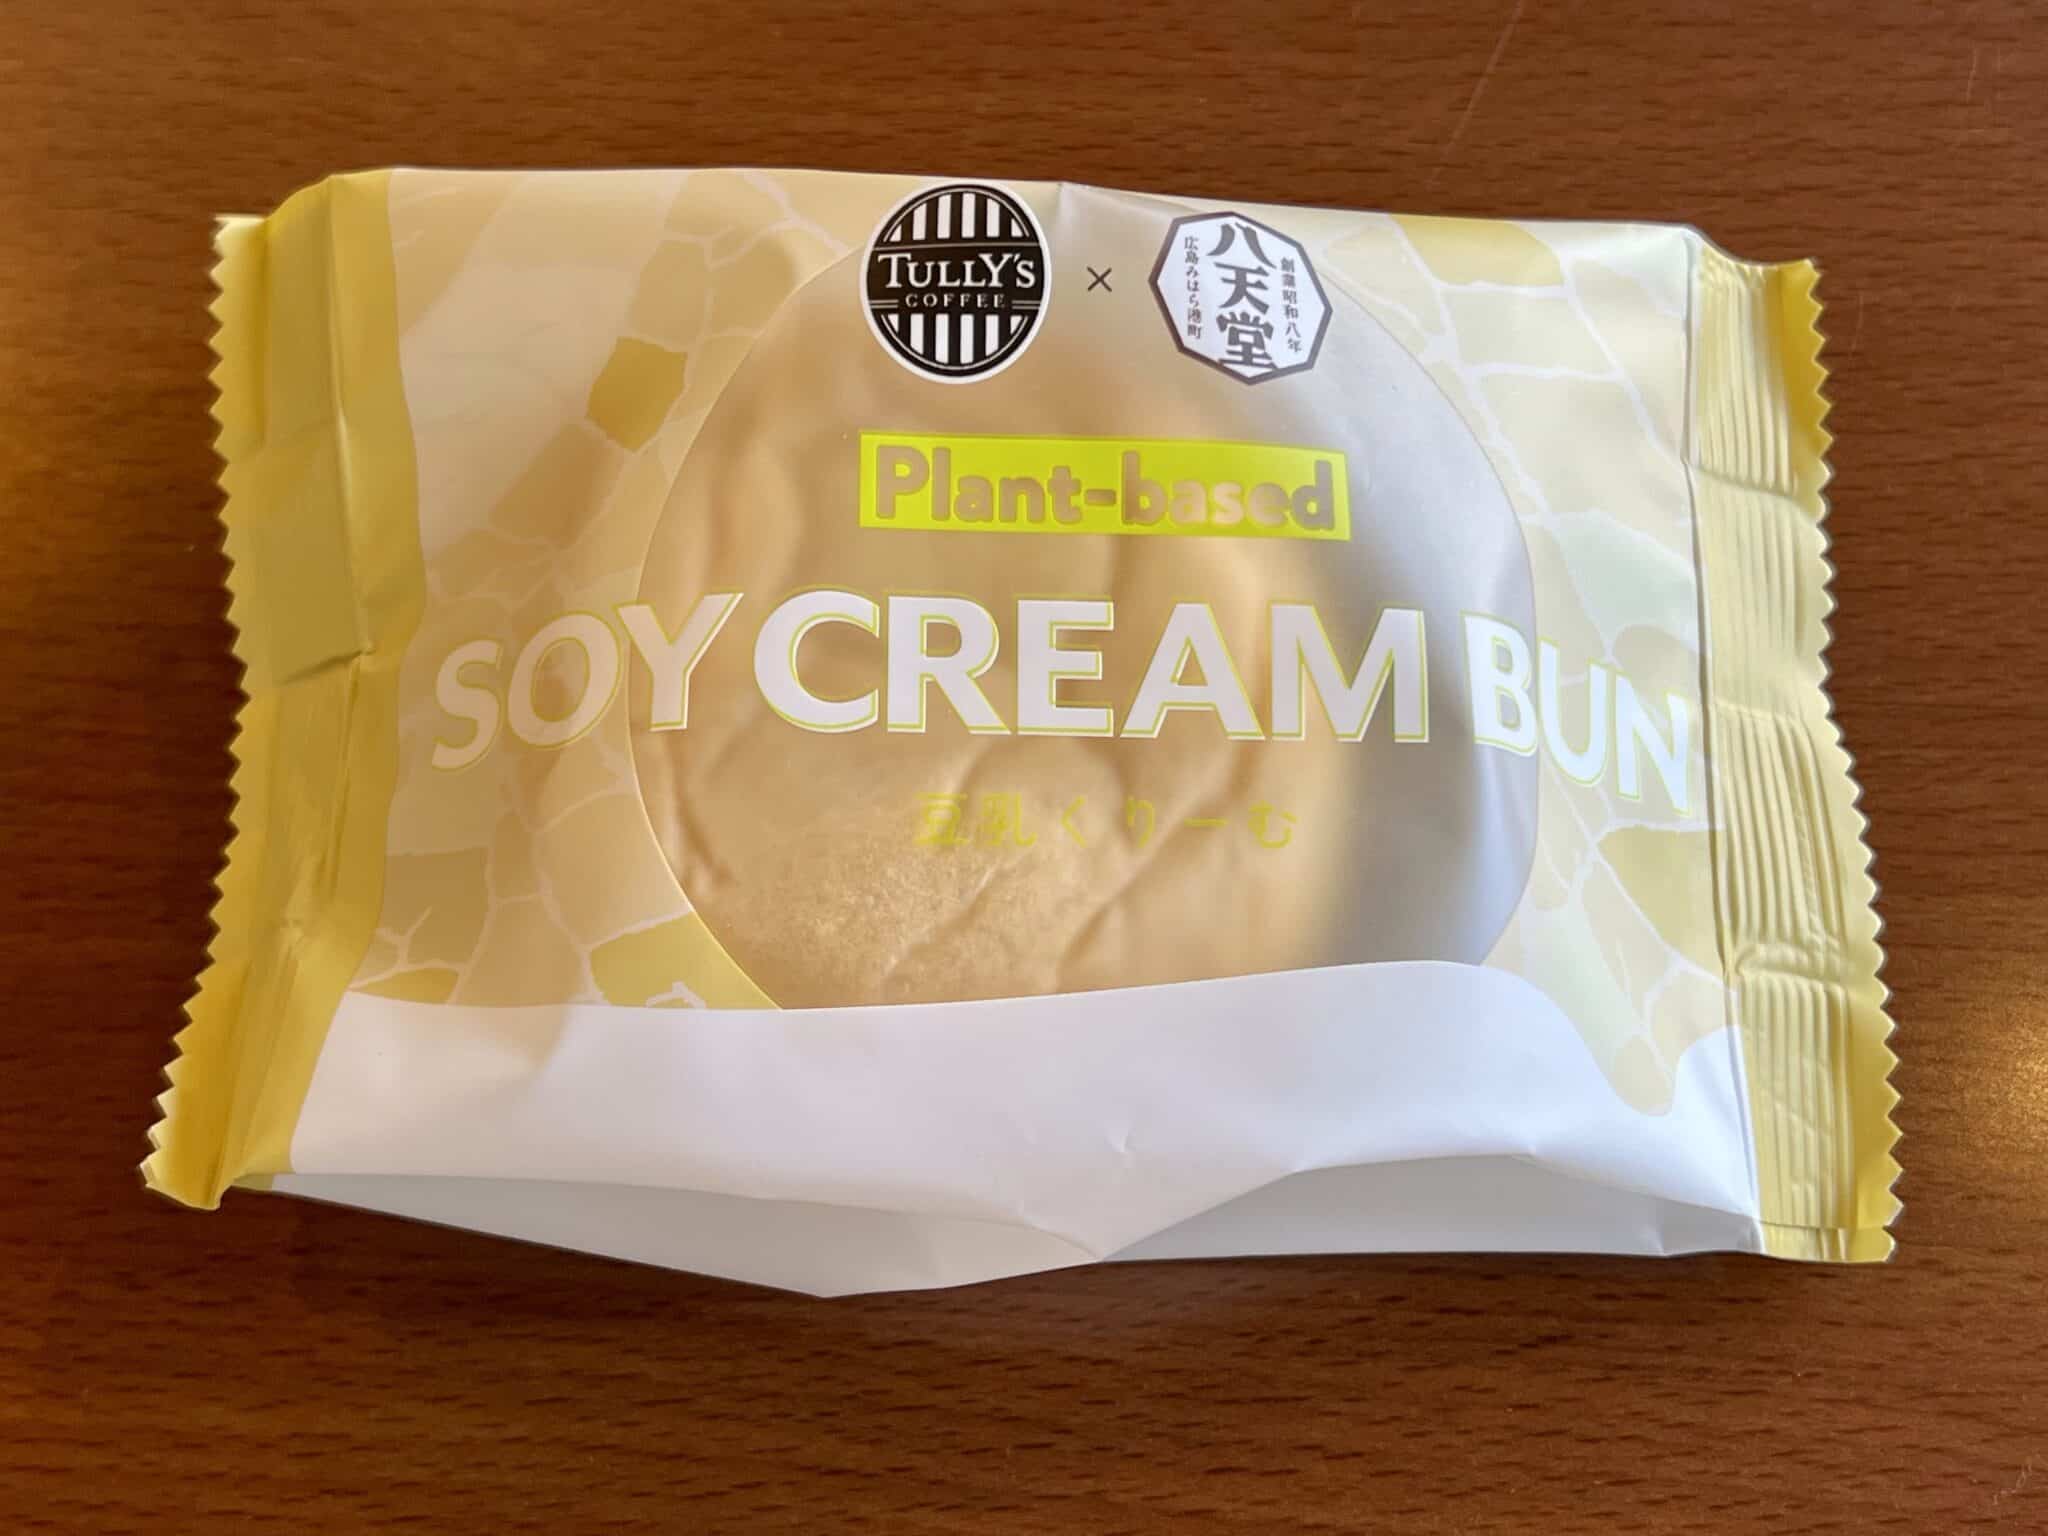 TULLY'S
COFFEE
×
創業昭和八年
八天堂
広島みはら港町
Plant-based
SOY CREAM BUN
豆乳くりーむ